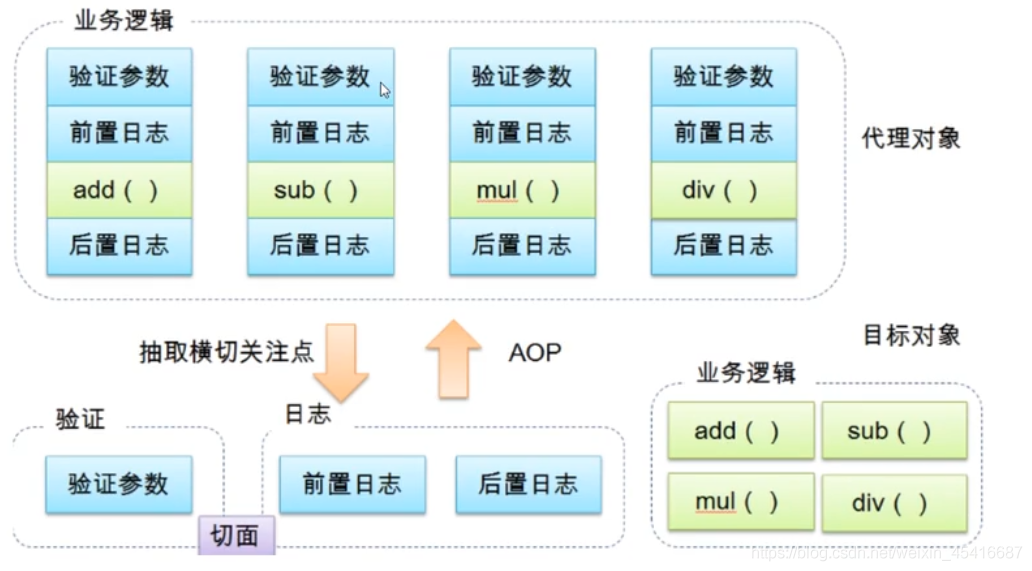 业务逻辑
验证参数 验证参数 验证参数 验证参数
前置日志 前置日志 前置日志 前置日志
代理对象
add（ ） sub（ ） mul（ ） div（ ）
后置日志 后置日志 后置日志 后置日志
抽取横切关注点
AOP
目标对象
业务逻辑
验证
日志
add（ ） sub（ ）
验证参数
前置日志 后置日志
mul（ ） div（ ）
切面
https://blog.csdn.net/weixin_45416687